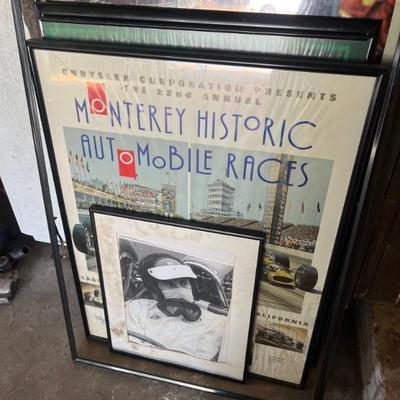 CHRYSLER CORPORATION PRESENTS
THE 22nd ANNUAL
MONTEREY HISTORIC
AUTOMOBILE RACES
CALIFORNIA